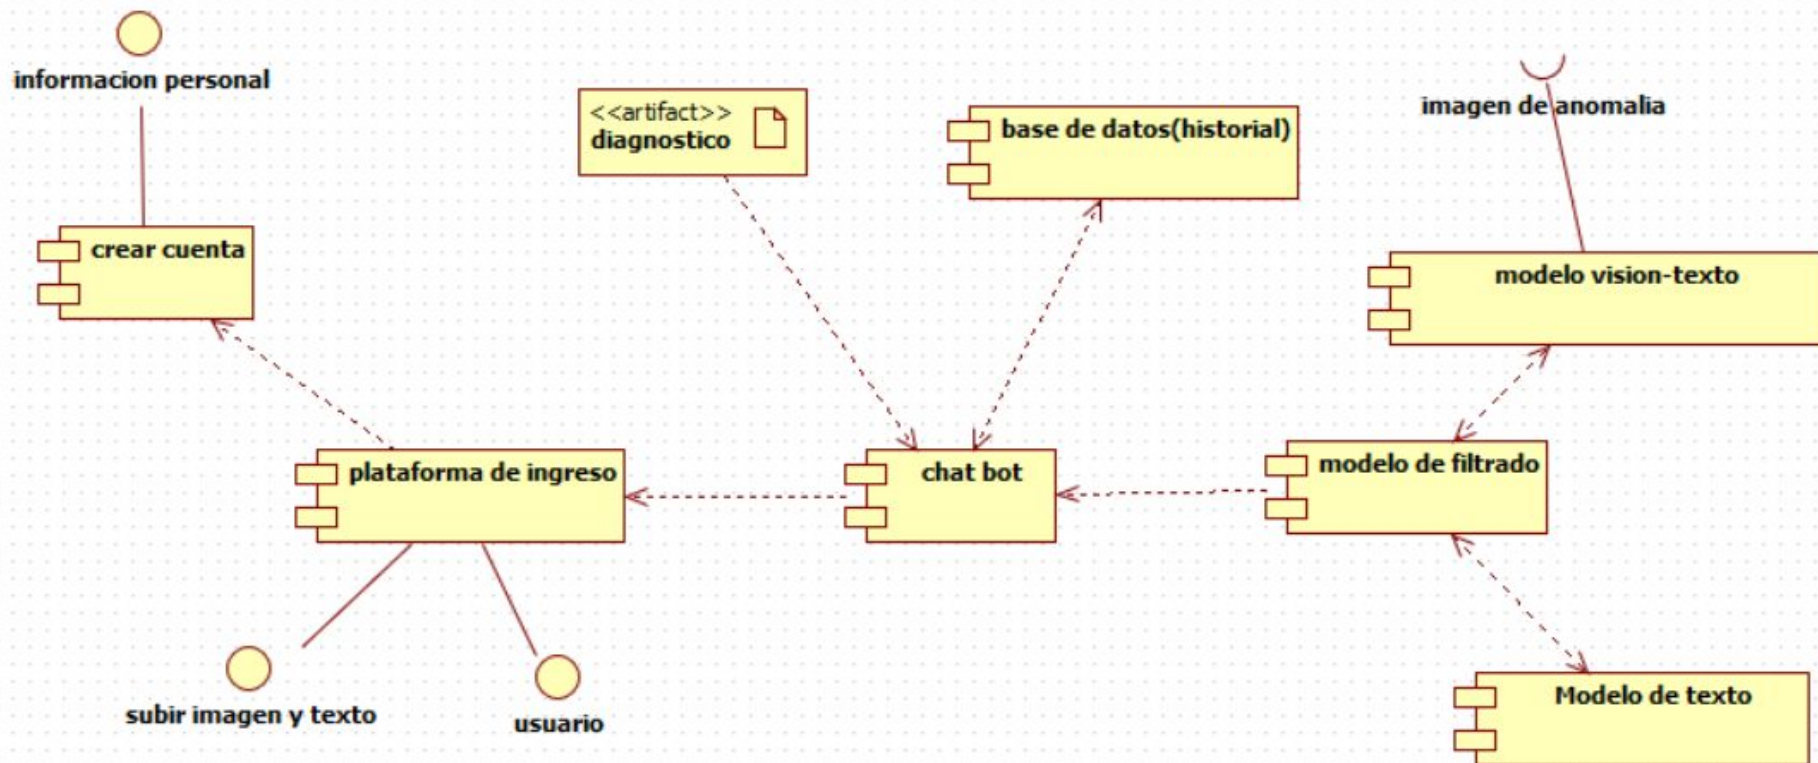 informacion personal
<<artifact>>
diagnostico
base de datos(historial)
imagen de anomalia
crear cuenta
modelo vision-texto
plataforma de ingreso
chat bot
modelo de filtrado
subir imagen y texto
usuario
Modelo de texto